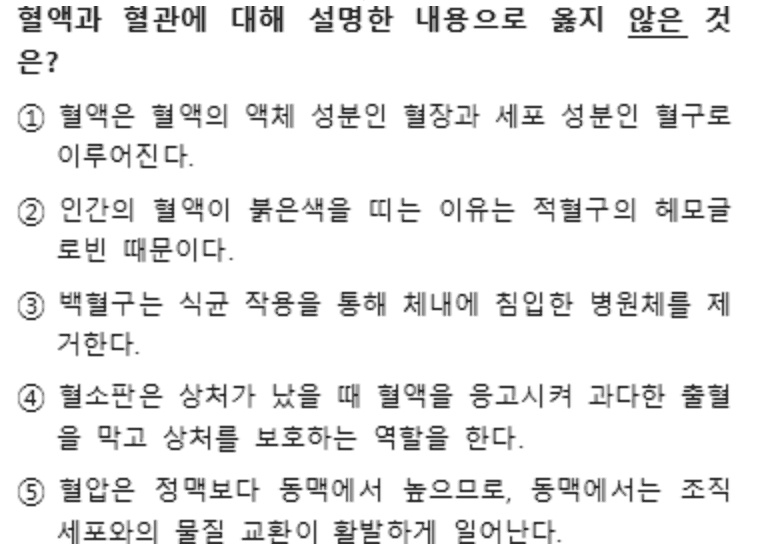 혈액과 혈관에 대해 설명한 내용으로 옳지 않은 것
은?
① 혈액은 혈액의 액체 성분인 혈장과 세포 성분인 혈구로
이루어진다.
② 인간의 혈액이 붉은색을 띠는 이유는 적혈구의 헤모글
로빈 때문이다.
③ 백혈구는 식균 작용을 통해 체내에 침입한 병원체를 제
거한다.
④ 혈소판은 상처가 났을 때 혈액을 응고시켜 과다한 출혈
을 막고 상처를 보호하는 역할을 한다.
⑤ 혈압은 정맥보다 동맥에서 높으므로, 동맥에서는 조직
세포와의 물질 교환이 활발하게 일어난다.